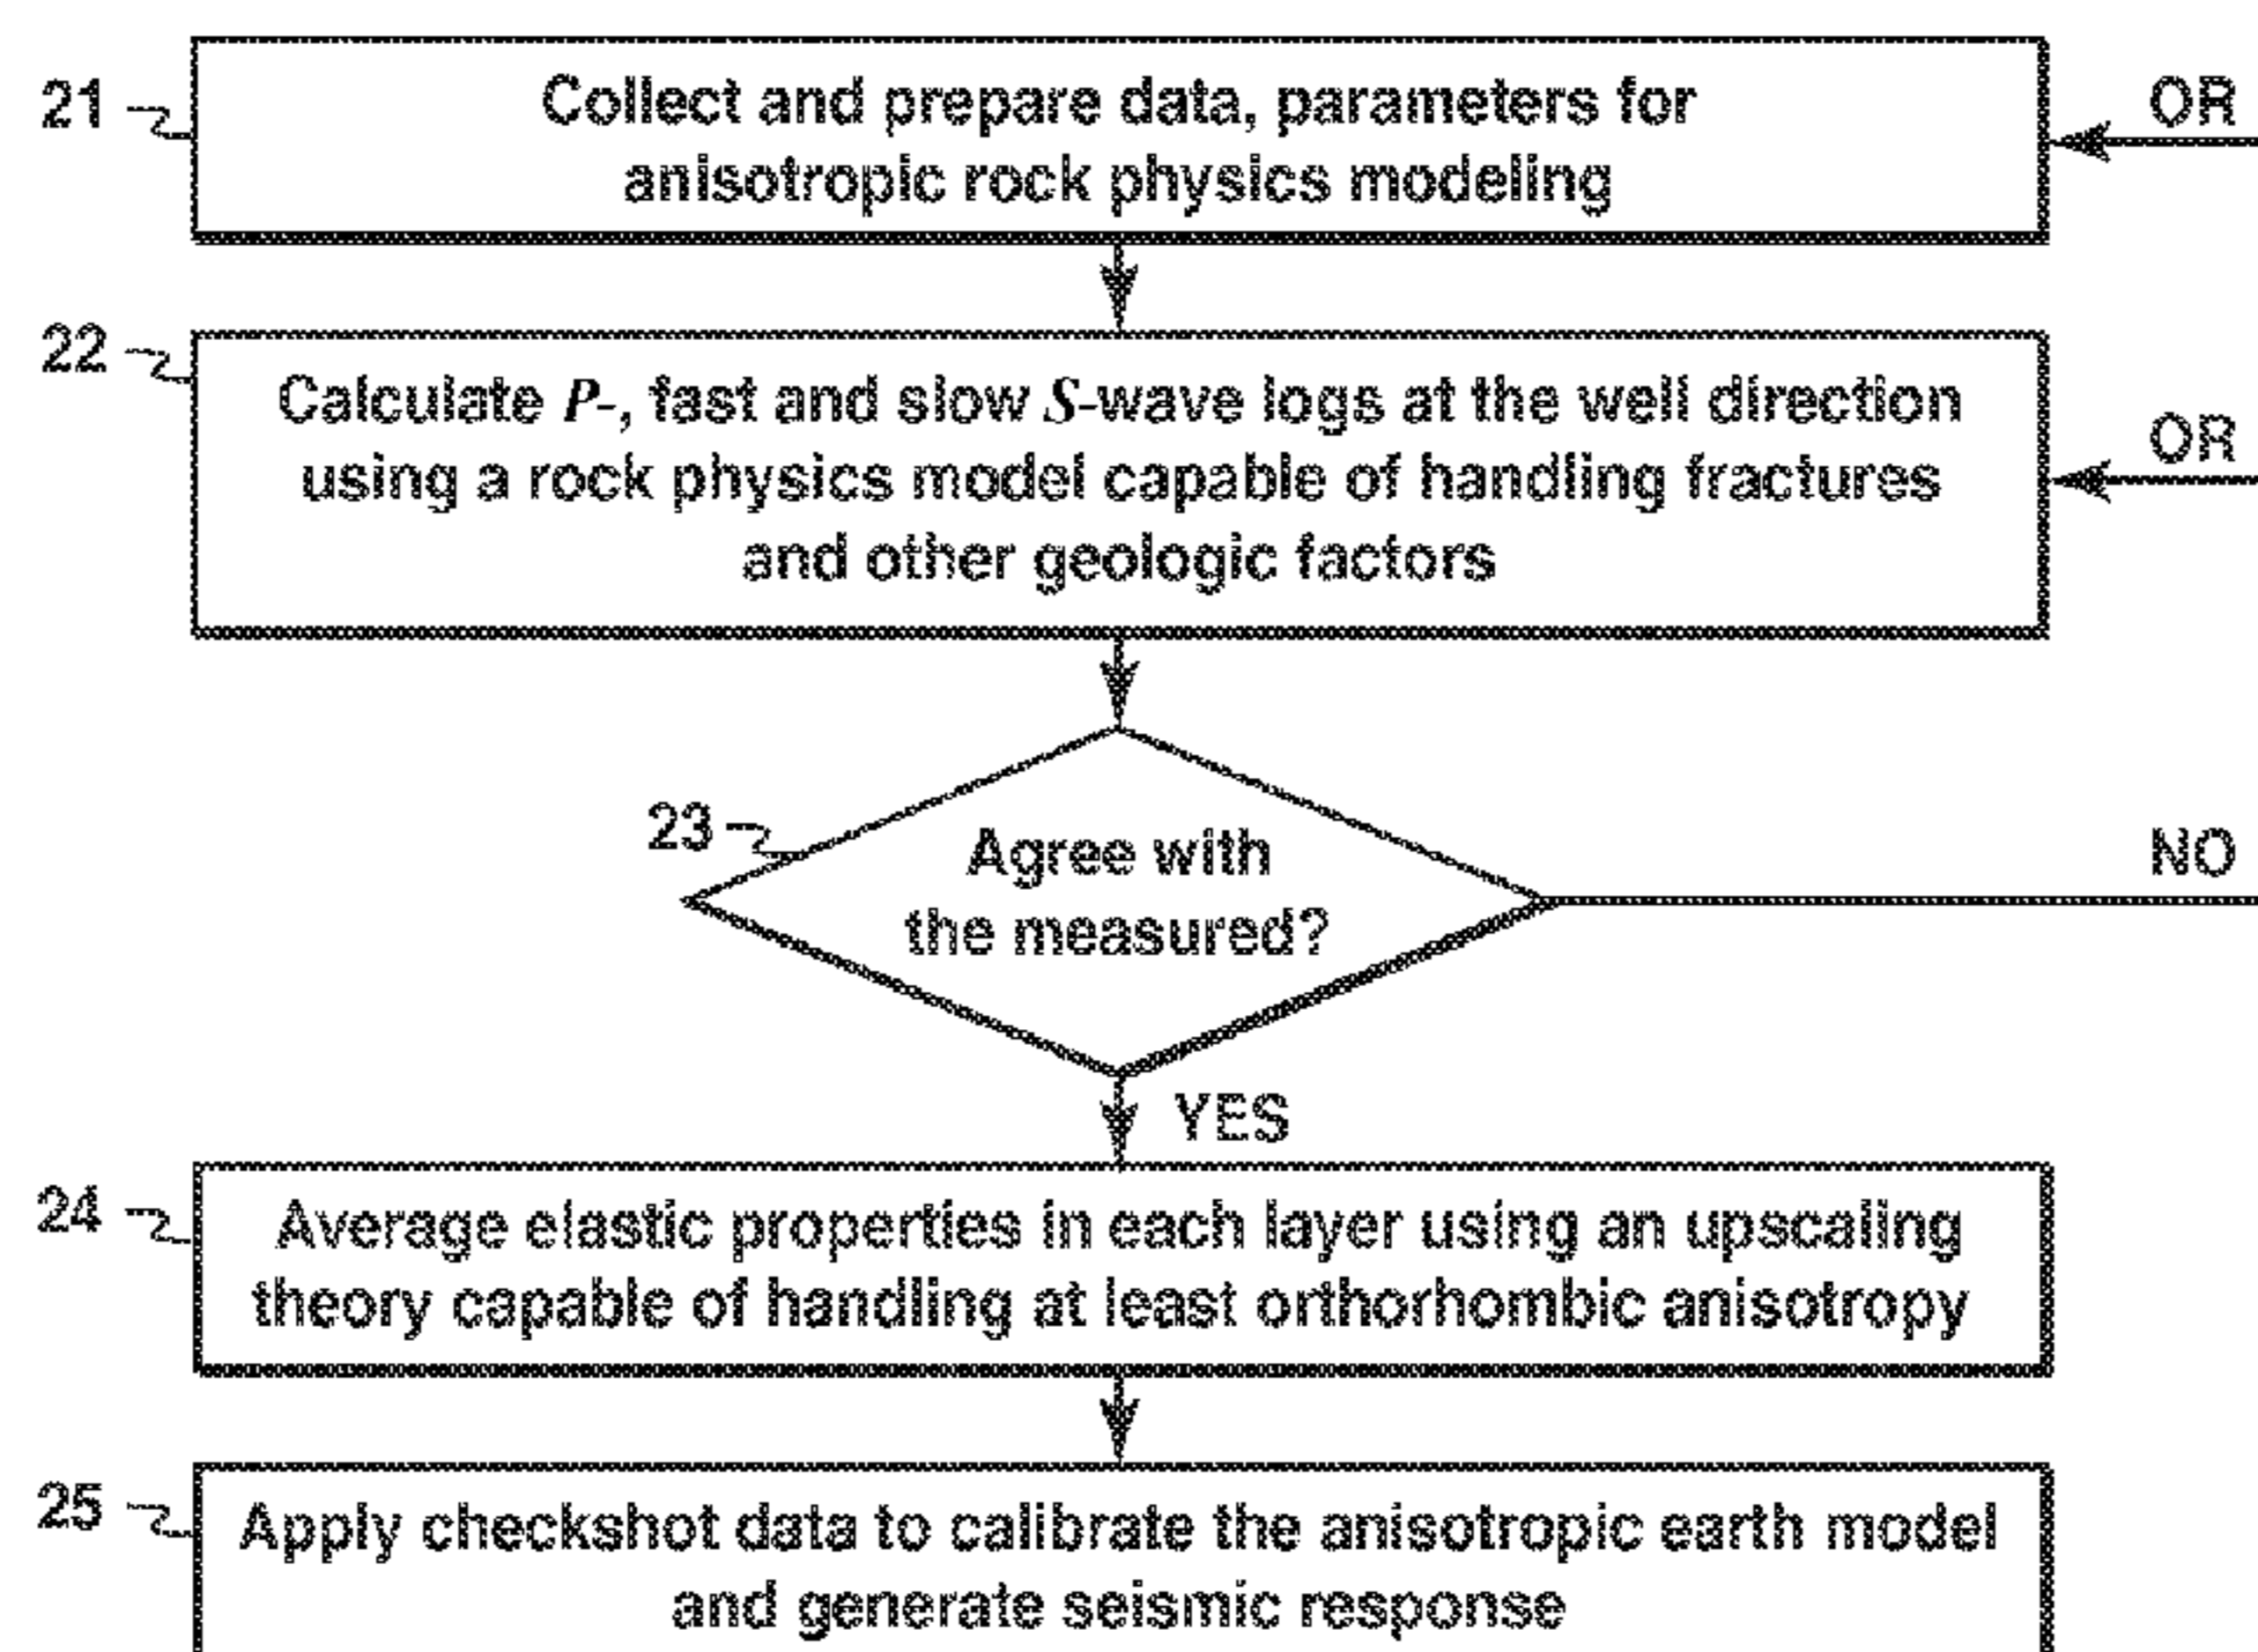 21
Collect and prepare data, parameters for
anisotropic rock physics modeling
OR
22
Calculate P-, fast and slow S-wave logs at the well direction
using a rock physics model capable of handling fractures
and other geologic factors
OR
23
Agree with
the measured?
NO
YES
24
Average elastic properties in each layer using an upscaling
theory capable of handling at least orthorhombic anisotropy
25
Apply checkshot data to calibrate the anisotropic earth model
and generate seismic response